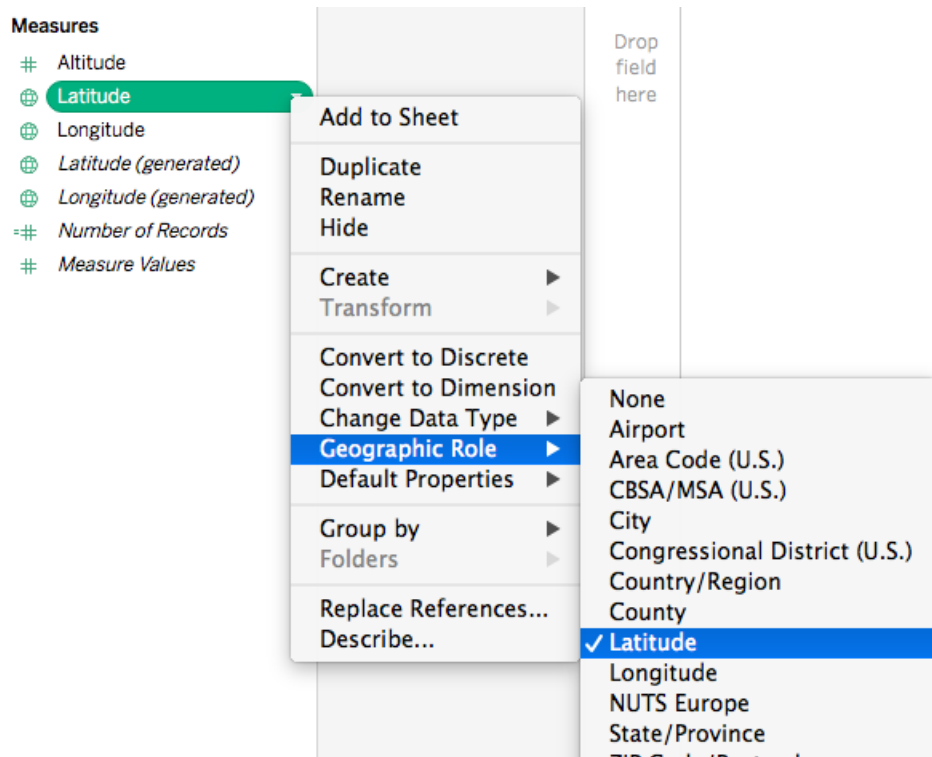 Measures
Altitude
Latitude
Longitude
Latitude (generated)
Longitude (generated)
Number of Records
Measure Values
Drop
field
here
Add to Sheet
Duplicate
Rename
Hide
Create
Transform
Convert to Discrete
Convert to Dimension
Change Data Type
Geographic Role
Default Properties
Group by
Folders
Replace References...
Describe...
None
Airport
Area Code (U.S.)
CBSA/MSA (U.S.)
City
Congressional District (U.S.)
Country/Region
County
✓ Latitude
Longitude
NUTS Europe
State/Province